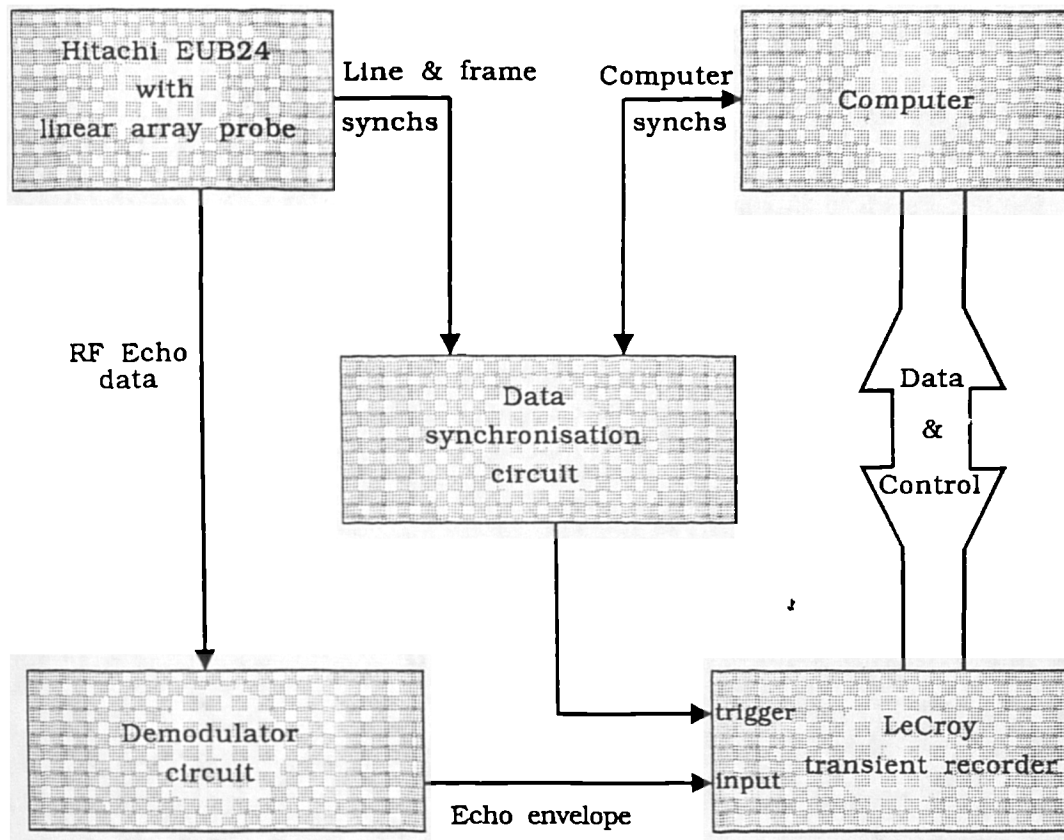 Hitachi EUB24
with
linear array probe
Line & frame
synchs
Computer
synchs
Computer
RF Echo
data
Data
synchronisation
circuit
Data
&
Control
Demodulator
circuit
Echo envelope
trigger
input
LeCroy
transient recorder